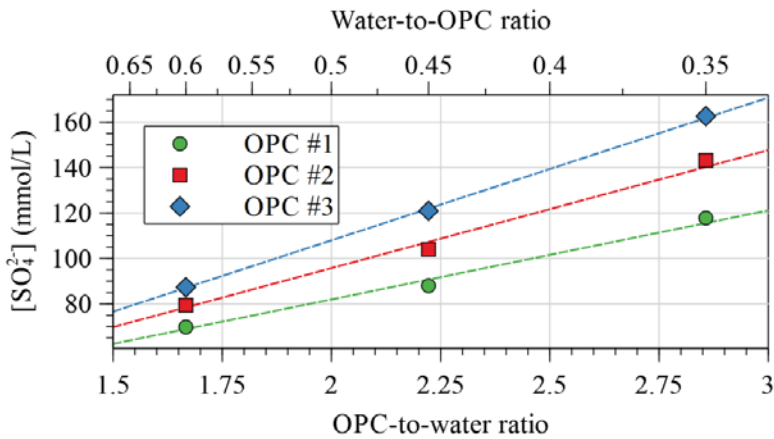 Water-to-OPC ratio
0.65 0.6 0.55 0.5 0.45 0.4 0.35
160
140
120
100
80
[SO₄²⁻] (mmol/L)
OPC #1
OPC #2
OPC #3
1.5 1.75 2 2.25 2.5 2.75 3
OPC-to-water ratio